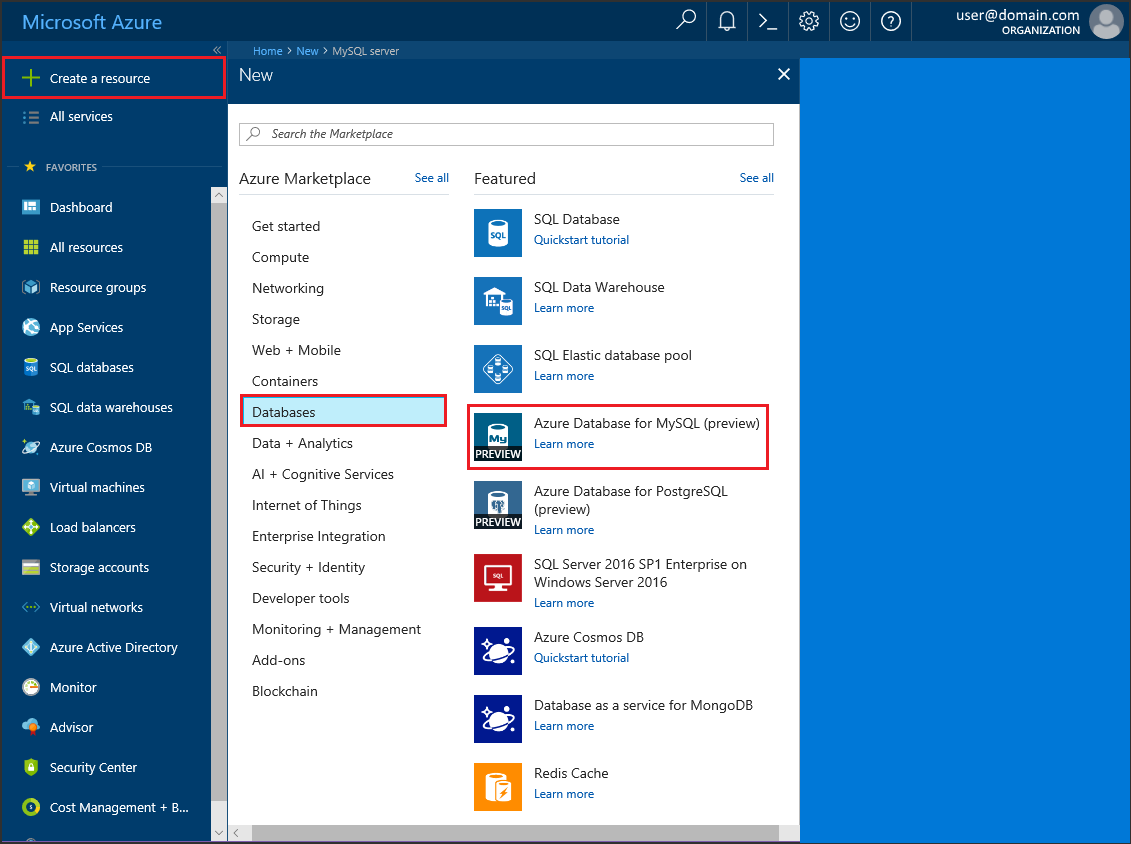 Microsoft Azure
user@domain.com
ORGANIZATION
Home > New > MySQL server
Create a resource
All services
FAVORITES
Dashboard
All resources
Resource groups
App Services
SQL databases
SQL data warehouses
Azure Cosmos DB
Virtual machines
Load balancers
Storage accounts
Virtual networks
Azure Active Directory
Monitor
Advisor
Security Center
Cost Management + B...
New
Search the Marketplace
Azure Marketplace See all
Get started
Compute
Networking
Storage
Web + Mobile
Containers
Databases
Data + Analytics
AI + Cognitive Services
Internet of Things
Enterprise Integration
Security + Identity
Developer tools
Monitoring + Management
Add-ons
Blockchain
Featured See all
SQL
SQL Database
Quickstart tutorial
SQL
SQL Data Warehouse
Learn more
SQL Elastic database pool
Learn more
My
PREVIEW
Azure Database for MySQL (preview)
Learn more
PREVIEW
Azure Database for PostgreSQL
(preview)
Learn more
SQL
SQL Server 2016 SP1 Enterprise on
Windows Server 2016
Learn more
Azure Cosmos DB
Quickstart tutorial
Database as a service for MongoDB
Learn more
Redis Cache
Learn more